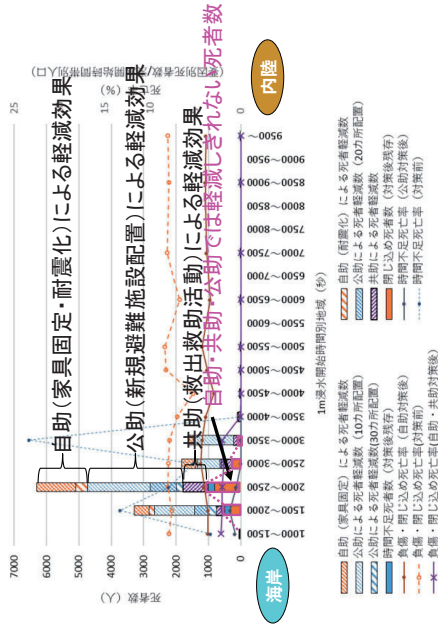 内陸
海岸
死亡率(%)
自助(家具固定・耐震化)による軽減効果
公助(新規避難施設配置)による軽減効果
共助(救出救助活動)による軽減効果
自助・共助・公助では軽減しきれない死者数
死者数(人)
7000
6000
5000
4000
3000
2000
1000
0
25
10
0
1000～1500
1500～2000
2000～2500
2500～3000
3000～3500
3500～4000
4000～4500
4500～5000
5000～5500
5500～6000
6000～6500
6500～7000
7000～7500
7500～8000
8000～8500
8500～9000
9000～9500
9500～
1m浸水開始時間別地域(秒)
自助(家具固定)による死者軽減数
自助(耐震化)による死者軽減数
公助による死者軽減数(10カ所配置)
公助による死者軽減数(20カ所配置)
公助による死者軽減数(30カ所配置)
共助による死者軽減数
時間不足死者数(対策後残存)
閉じ込め死者数(対策後残存)
負傷・閉じ込め死亡率(自助対策後)
時間不足死亡率(公助対策後)
負傷・閉じ込め死亡率(対策前)
時間不足死亡率(対策前)
負傷・閉じ込め死亡率(自助・共助対策後)